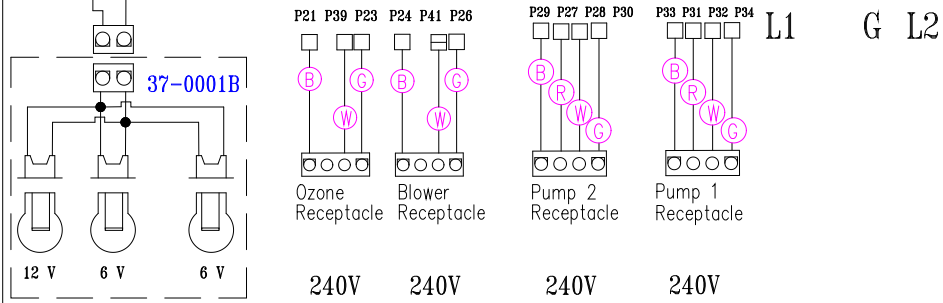 P21 P39 P23 P24 P41 P26 P29 P27 P28 P30 P33 P31 P32 P34 L1 G L2
37-0001B
B G B G B B
R R
W W W W
G G
Ozone Receptacle
Blower Receptacle
Pump 2 Receptacle
Pump 1 Receptacle
12 V 6 V 6 V
240V 240V 240V 240V